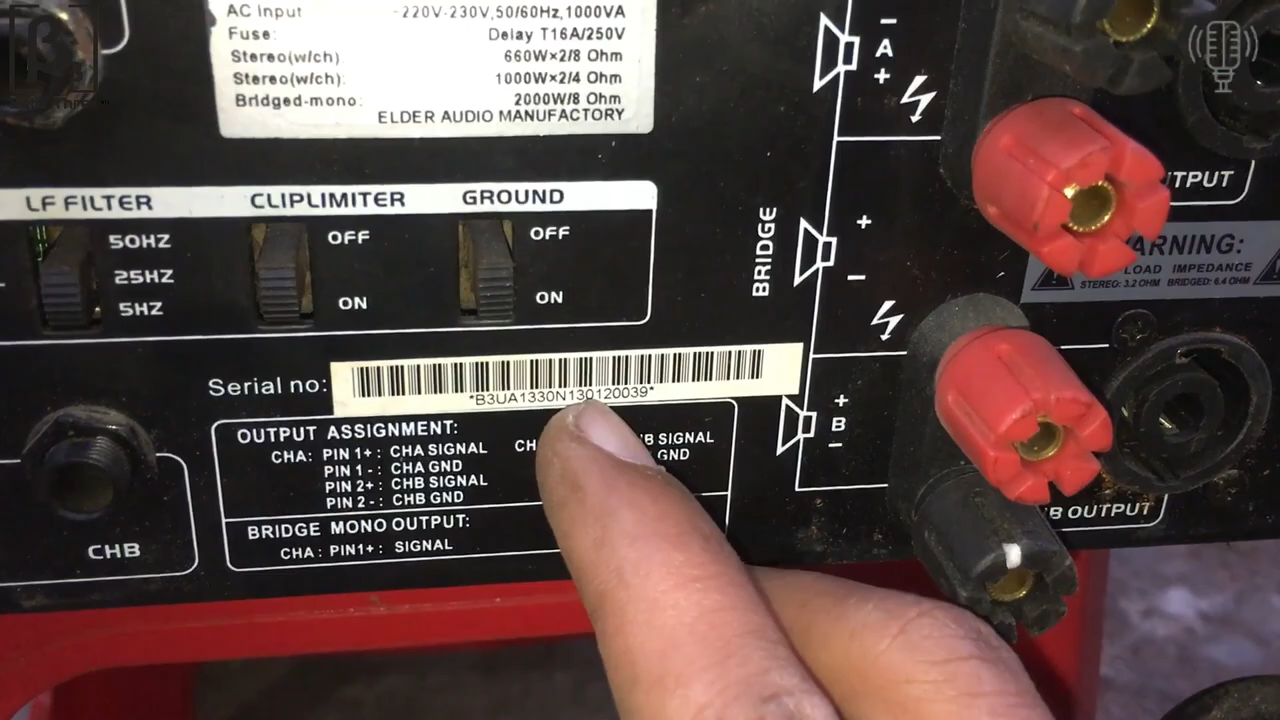 AC Input ~220V-230V,50/60Hz,1000VA
Fuse: Delay T16A/250V
Stereo(w/ch) 660W×2/8 Ohm
Stereo(w/ch): 1000W×2/4 Ohm
Bridged-mono: 2000W/8 Ohm
ELDER AUDIO MANUFACTORY
LF FILTER
50HZ
25HZ
5HZ
CLIPLIMITER
OFF
ON
GROUND
OFF
ON
Serial no:
*B3UA1330N130120039*
OUTPUT ASSIGNMENT:
CHA: PIN 1+: CHA SIGNAL
PIN 1-: CHA GND
PIN 2+: CHB SIGNAL
PIN 2-: CHB GND
SIGNAL
GND
BRIDGE MONO OUTPUT:
CHA: PIN1+: SIGNAL
CHB
BRIDGE
-
A
+
+
-
+
B
-
WARNING:
LOAD IMPEDANCE
STEREO: 3.2 OHM BRIDGED: 6.4 OHM
OUTPUT